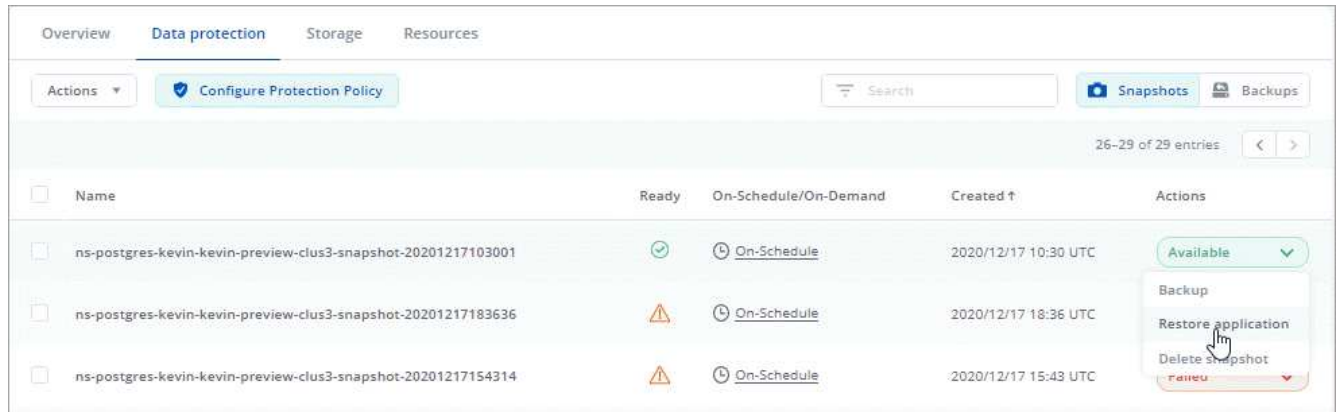 Overview Data protection Storage Resources
Actions Configure Protection Policy Search Snapshots Backups
26-29 of 29 entries
Name Ready On-Schedule/On-Demand Created ↑ Actions
ns-postgres-kevin-kevin-preview-clus3-snapshot-20201217103001 On-Schedule 2020/12/17 10:30 UTC Available
Backup
ns-postgres-kevin-kevin-preview-clus3-snapshot-20201217183636 On-Schedule 2020/12/17 18:36 UTC
Restore application
Delete snapshot
ns-postgres-kevin-kevin-preview-clus3-snapshot-20201217154314 On-Schedule 2020/12/17 15:43 UTC Failed